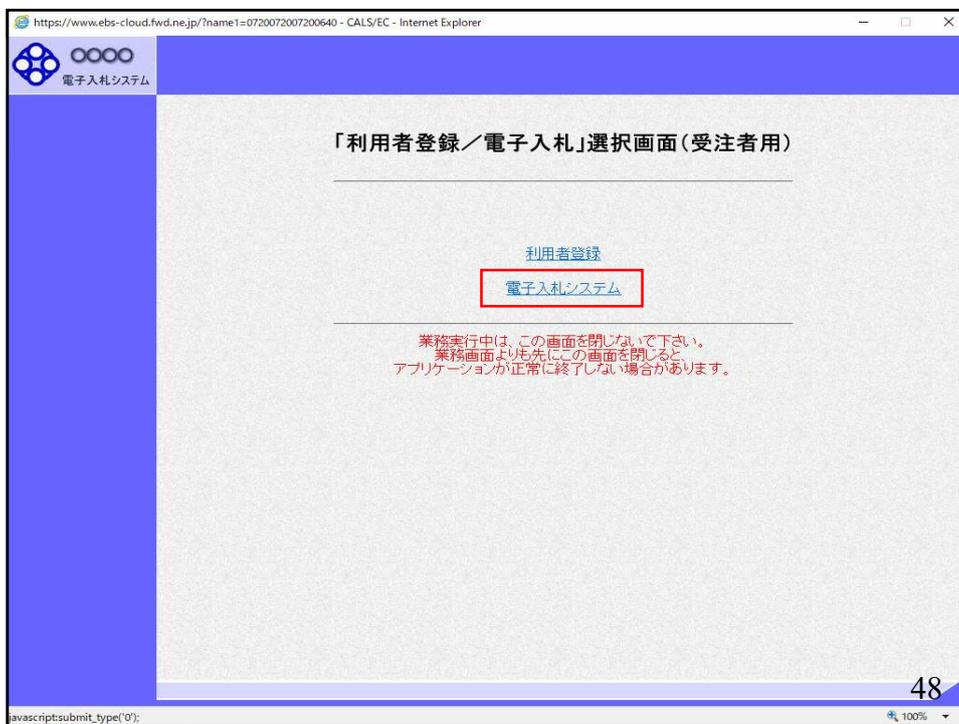 https://www.ebs-cloud.fwd.ne.jp/?name1=0720072007200640 - CALS/EC - Internet Explorer
○○○○
電子入札システム
「利用者登録／電子入札」選択画面(受注者用)
利用者登録
電子入札システム
業務実行中は、この画面を閉じないで下さい。
業務画面よりも先にこの画面を閉じると、
アプリケーションが正常に終了しない場合があります。
48
javascript:submit_type('0');
100%